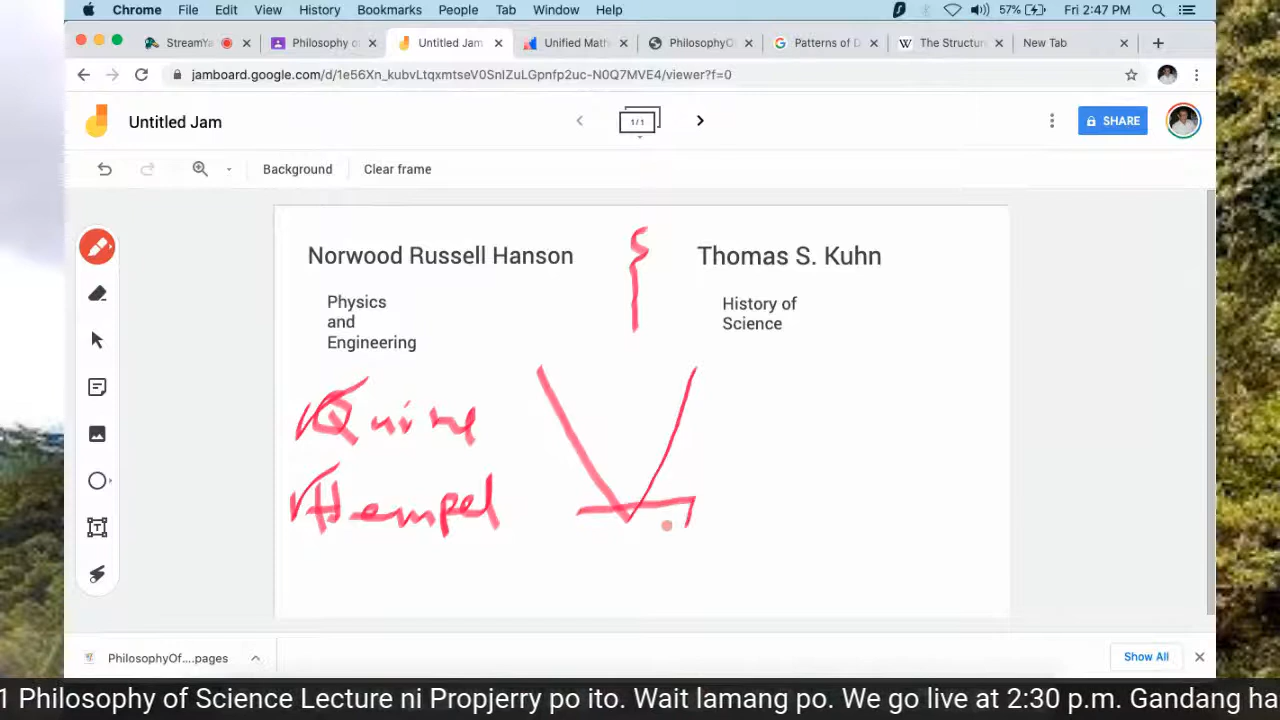 Chrome File Edit View History Bookmarks People Tab Window Help 57% Fri 2:47 PM
StreamYa Philosophy o Untitled Jam Unified Math PhilosophyO Patterns of D W The Structur New Tab
jamboard.google.com/d/1e56Xn_kubvLtqxmtseV0SnIZuLGpnfp2uc-N0Q7MVE4/viewer?f=0
Untitled Jam 1/1 SHARE
Background Clear frame
Norwood Russell Hanson Thomas S. Kuhn
Physics
and
Engineering
History of
Science
Quine
Hempel
PhilosophyOf....pages Show All
1 Philosophy of Science Lecture ni Propjerry po ito. Wait lamang po. We go live at 2:30 p.m. Gandang ha